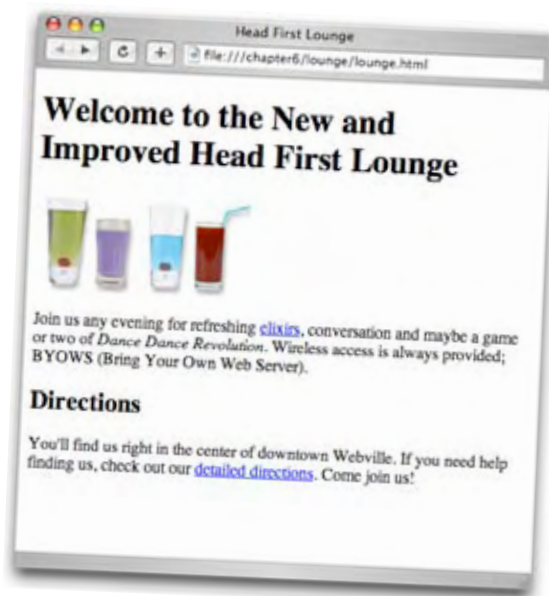 Head First Lounge
file:///chapter6/lounge/lounge.html
Welcome to the New and
Improved Head First Lounge
Join us any evening for refreshing elixirs, conversation and maybe a game
or two of Dance Dance Revolution. Wireless access is always provided;
BYOWS (Bring Your Own Web Server).
Directions
You'll find us right in the center of downtown Webville. If you need help
finding us, check out our detailed directions. Come join us!